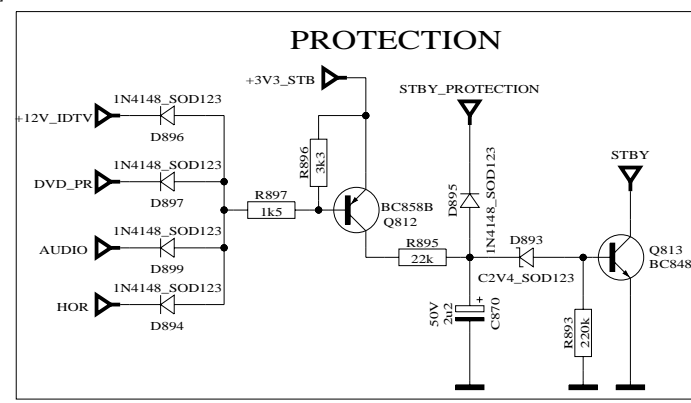 PROTECTION
+3V3_STB
1N4148_SOD123
+12V_IDTV
D896
1N4148_SOD123
DVD_PR
D897
1N4148_SOD123
AUDIO
D899
1N4148_SOD123
HOR
D894
R897
1k5
R896
3k3
BC858B
Q812
R895
22k
STBY_PROTECTION
D895
1N4148_SOD123
D893
C2V4_SOD123
50V
2u2
+
C870
R893
220k
STBY
Q813
BC848